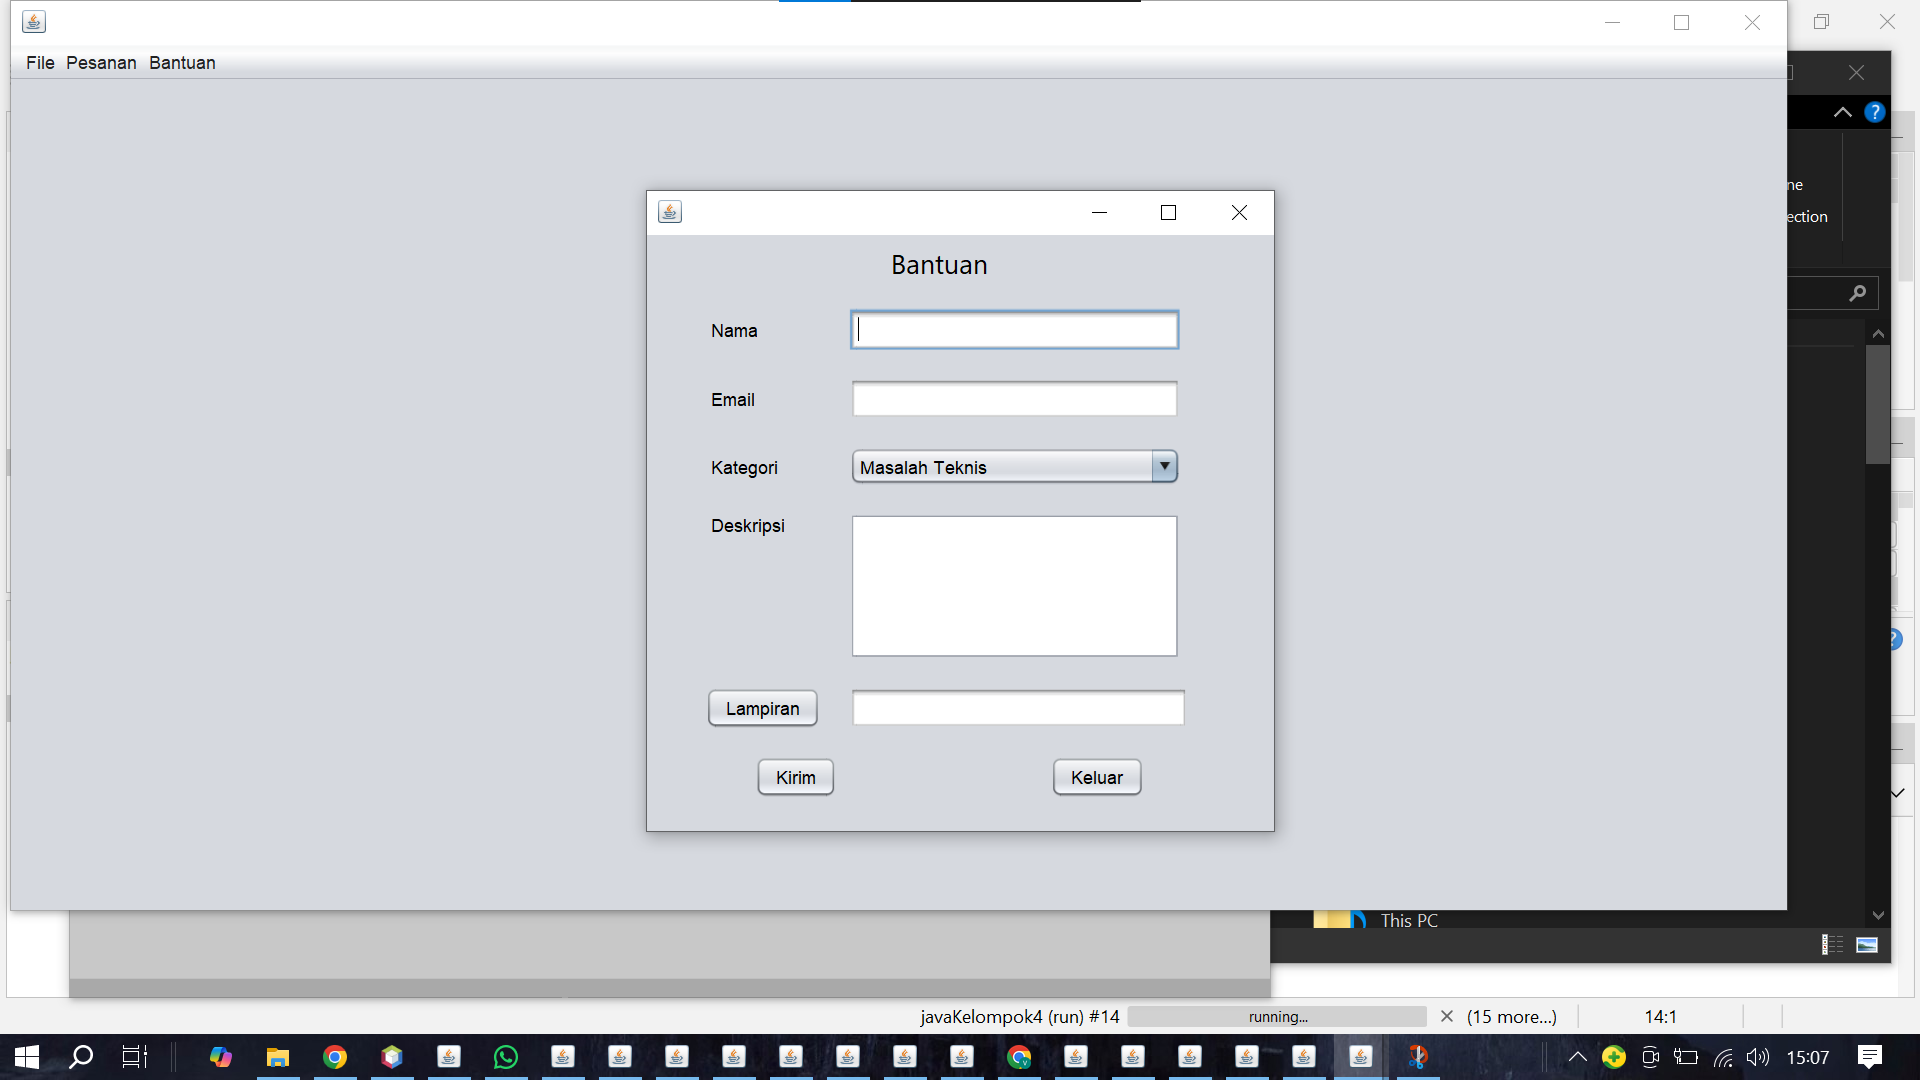 File Pesanan Bantuan
ne
ection
Bantuan
Nama
Email
Kategori Masalah Teknis
Deskripsi
Lampiran
Kirim Keluar
This PC
javaKelompok4 (run) #14 running... (15 more...) 14:1
15:07